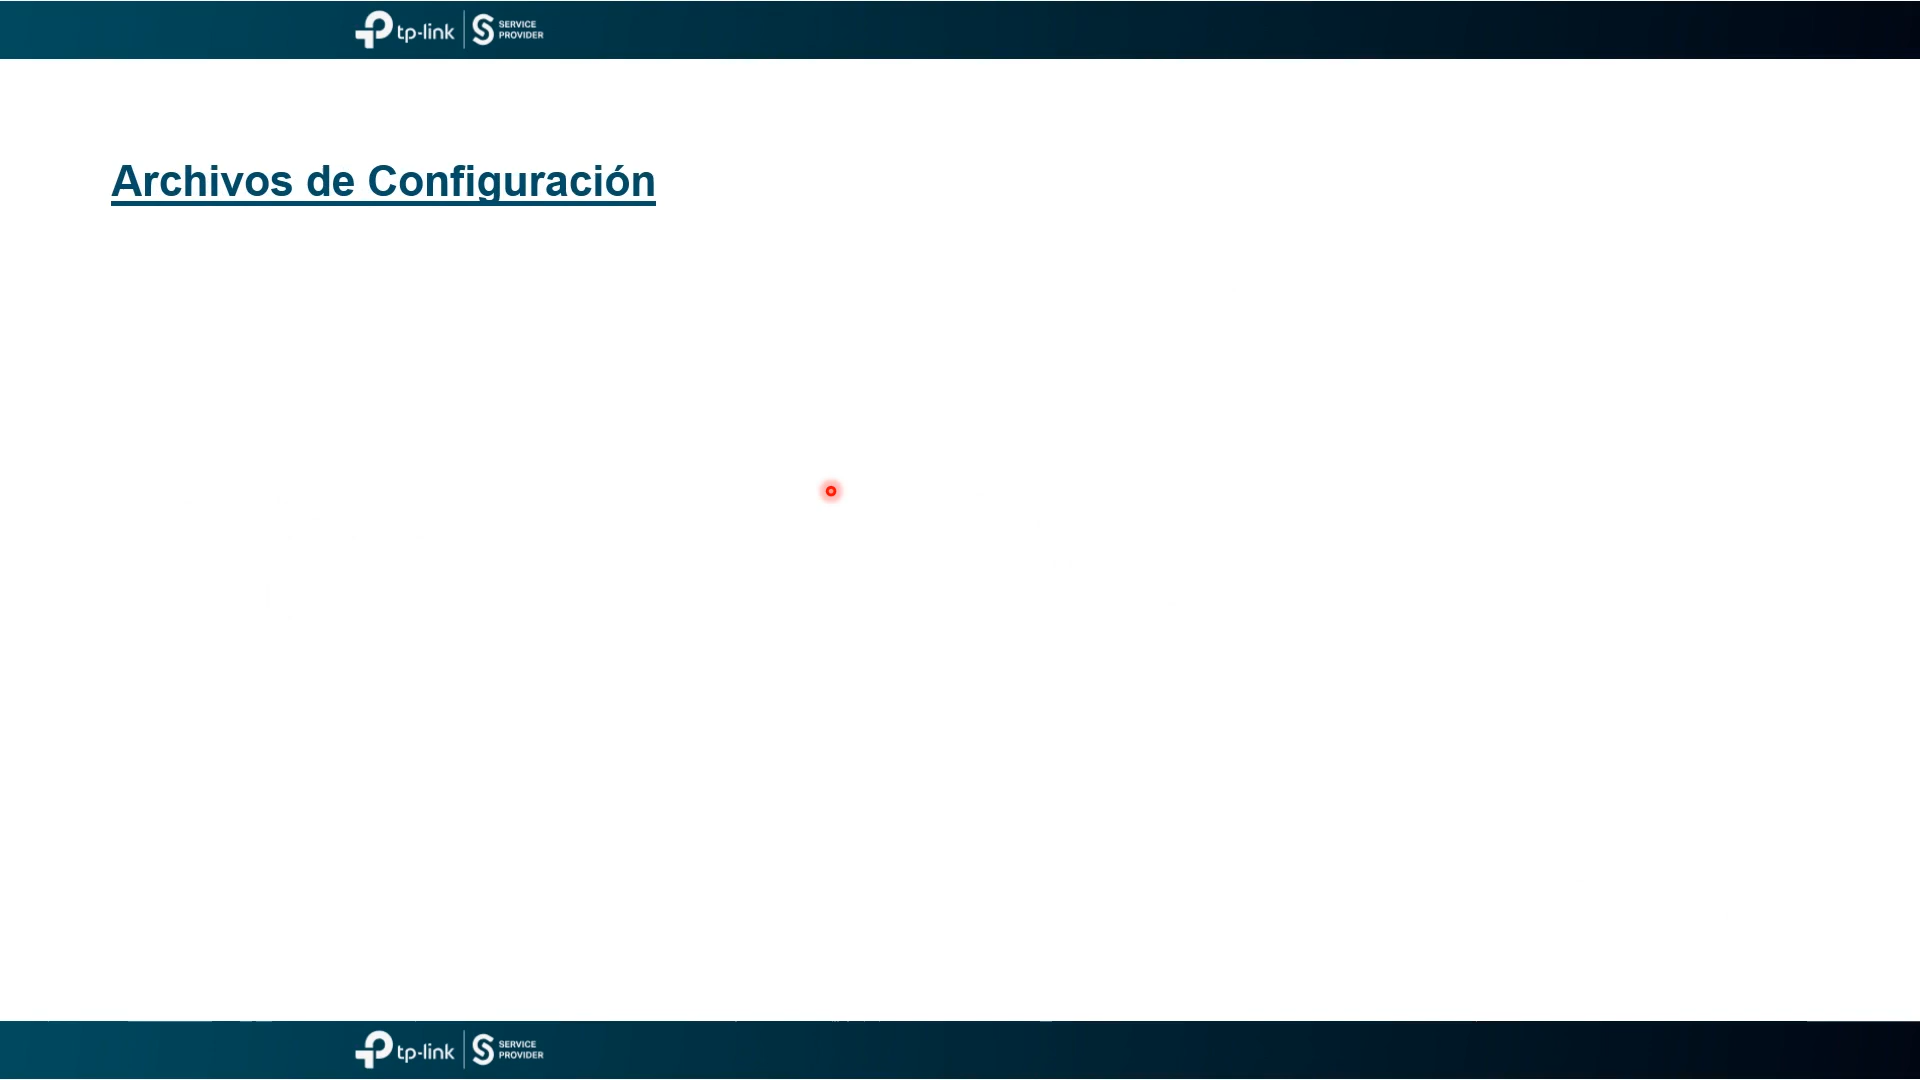 tp-link | SERVICE
PROVIDER
Archivos de Configuración
tp-link | SERVICE
PROVIDER